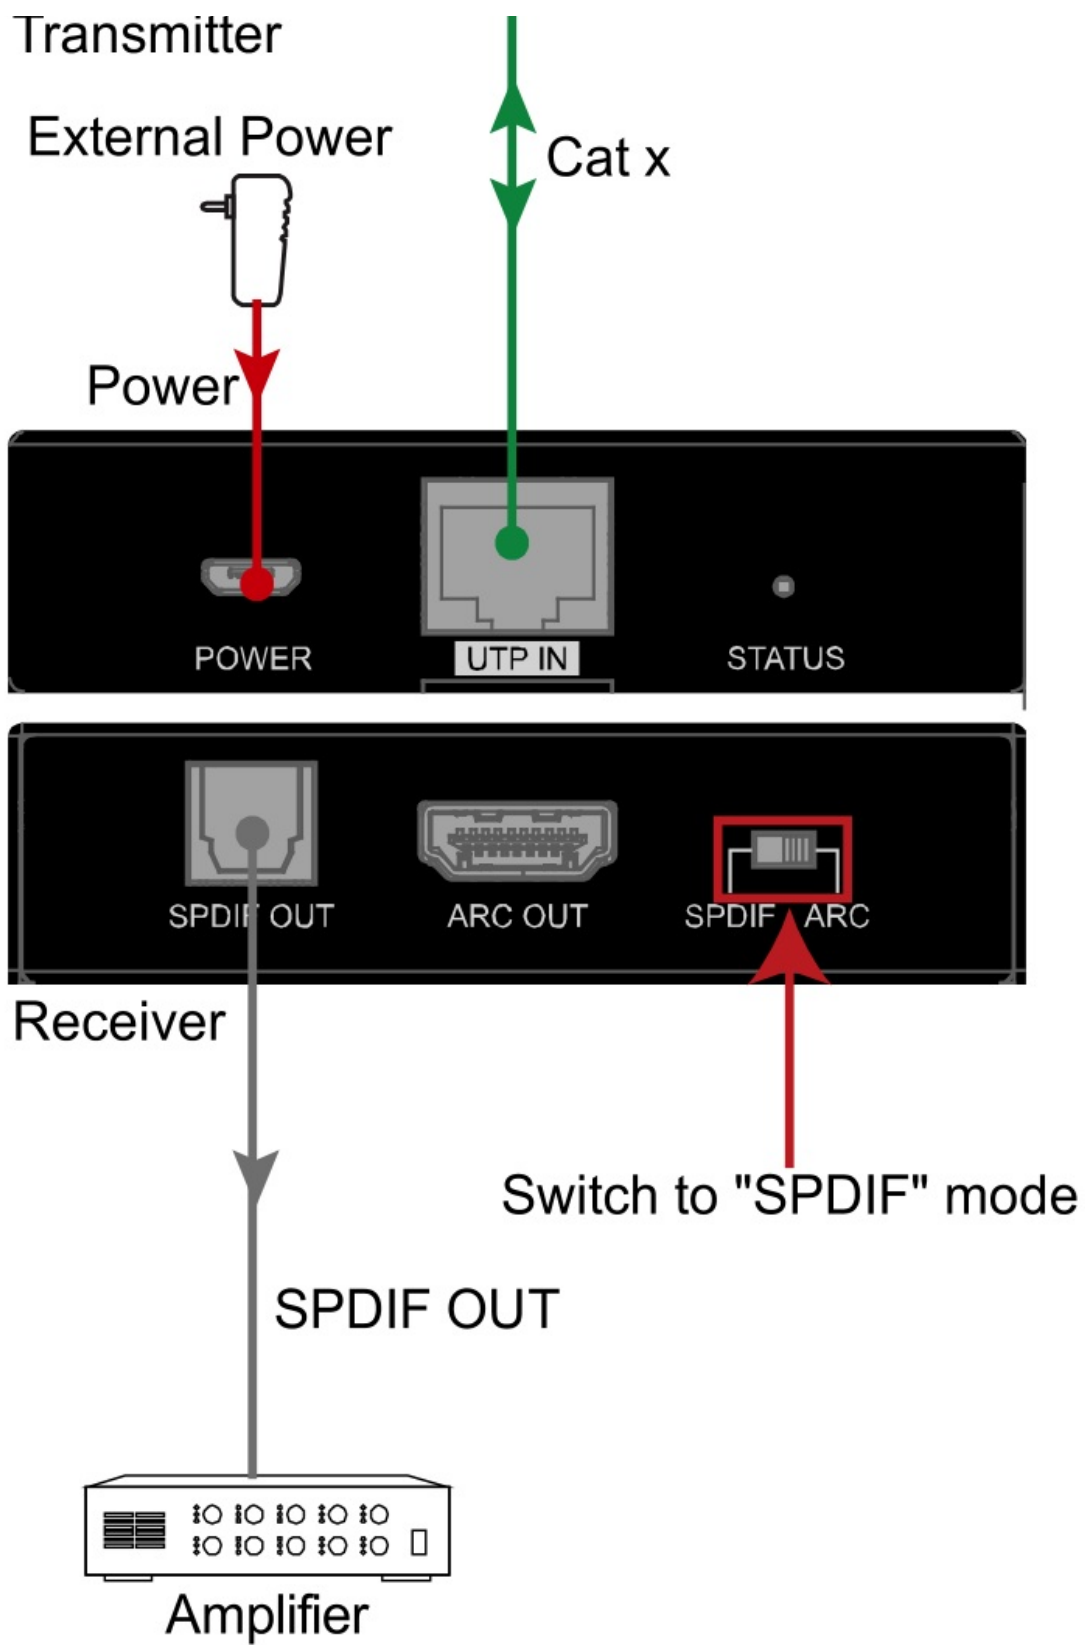 Transmitter
External Power
Cat x
Power
POWER
UTP IN
STATUS
SPDIF OUT
ARC OUT
SPDIF
ARC
Receiver
Switch to "SPDIF" mode
SPDIF OUT
Amplifier